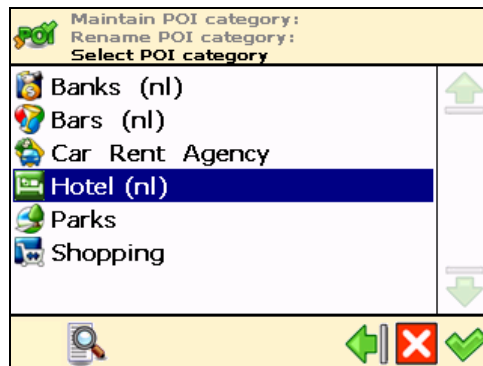 POI
Maintain POI category:
Rename POI category:
Select POI category
Banks (nl)
Bars (nl)
Car Rent Agency
Hotel (nl)
Parks
Shopping